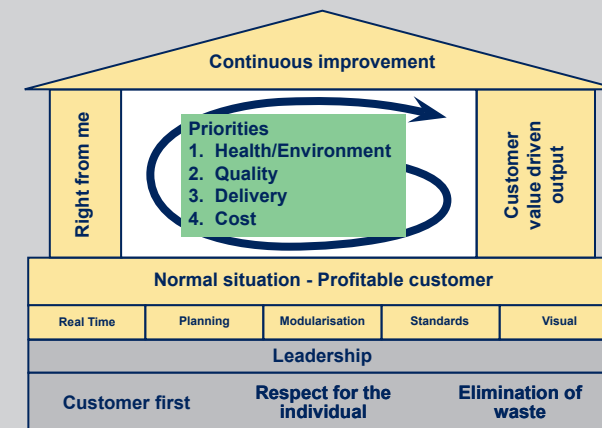 Continuous improvement
Right from me
Priorities
1. Health/Environment
2. Quality
3. Delivery
4. Cost
Customer
value driven
output
Normal situation - Profitable customer
Real Time
Planning
Modularisation
Standards
Visual
Leadership
Customer first
Respect for the
individual
Elimination of
waste